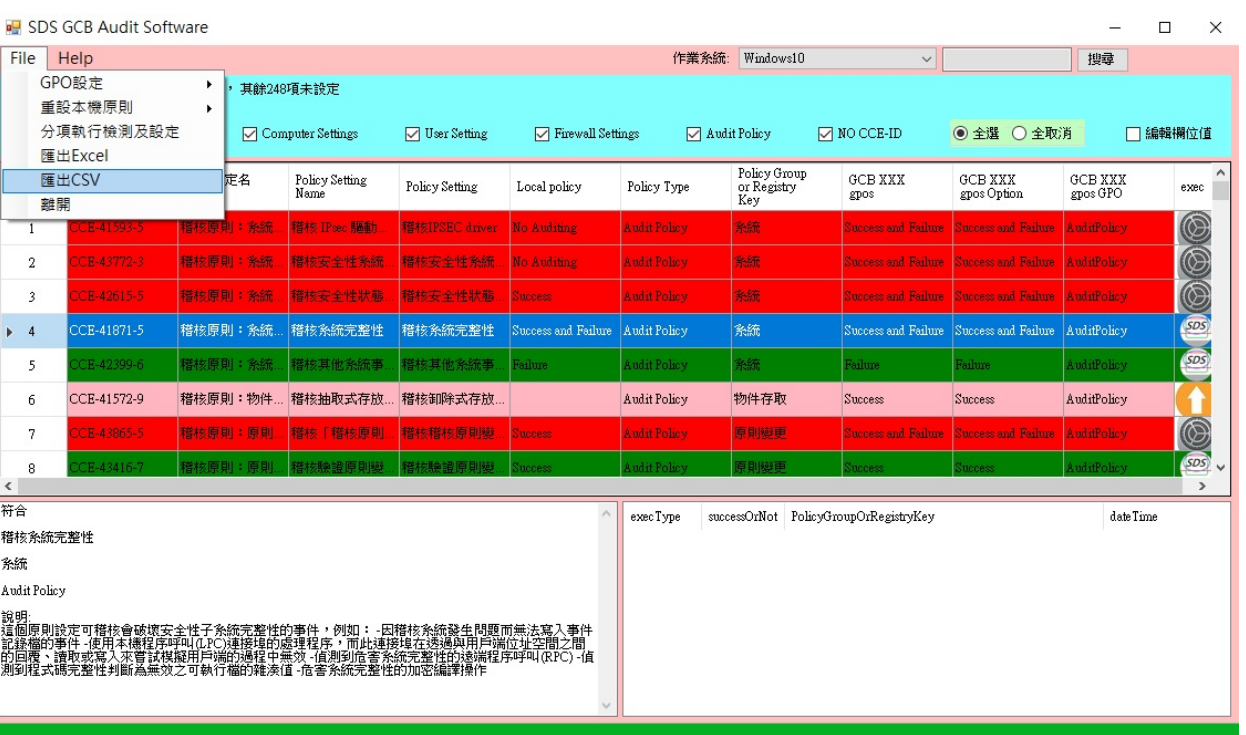 SDS GCB Audit Software
File Help 作業系統: Windows10 搜尋
GPO設定
重設本機原則
分項執行檢測及設定
匯出Excel
匯出CSV
離開
，其餘248項未設定
Computer Settings User Setting Firewall Settings Audit Policy NO CCE-ID 全選 全取消 編輯欄位值
定名 Policy Setting Name Policy Setting Local policy Policy Type Policy Group or Registry Key GCB XXX gpos GCB XXX gpos Option GCB XXX gpos GPO exec
1 CCE-41593-5 稽核原則：系統... 稽核 IPsec 驅動... 稽核IPSEC driver No Auditing Audit Policy 系統 Success and Failure Success and Failure AuditPolicy
2 CCE-43772-3 稽核原則：系統... 稽核安全性系統... 稽核安全性系統... No Auditing Audit Policy 系統 Success and Failure Success and Failure AuditPolicy
3 CCE-42615-5 稽核原則：系統... 稽核安全性狀態... 稽核安全性狀態... Success Audit Policy 系統 Success and Failure Success and Failure AuditPolicy
4 CCE-41871-5 稽核原則：系統... 稽核系統完整性 稽核系統完整性 Success and Failure Audit Policy 系統 Success and Failure Success and Failure AuditPolicy SDS
5 CCE-42399-6 稽核原則：系統... 稽核其他系統事... 稽核其他系統事... Failure Audit Policy 系統 Failure Failure AuditPolicy SDS
6 CCE-41572-9 稽核原則：物件... 稽核抽取式存放... 稽核卸除式存放... Audit Policy 物件存取 Success Success AuditPolicy
7 CCE-43865-5 稽核原則：原則... 稽核「稽核原則... 稽核稽核原則變... Success Audit Policy 原則變更 Success and Failure Success and Failure AuditPolicy
8 CCE-43416-7 稽核原則：原則... 稽核驗證原則變... 稽核驗證原則變... Success Audit Policy 原則變更 Success Success AuditPolicy SDS
符合
稽核系統完整性
系統
Audit Policy
說明:
這個原則設定可稽核會破壞安全性子系統完整性的事件，例如： -因稽核系統發生問題而無法寫入事件
記錄檔的事件 -使用本機程序呼叫(LPC)連接埠的處理程序，而此連接埠在透過與用戶端位址空間之間
的回覆、讀取或寫入來嘗試模擬用戶端的過程中無效 -偵測到危害系統完整性的遠端程序呼叫(RPC) -偵
測到程式碼完整性判斷為無效之可執行檔的雜湊值 -危害系統完整性的加密編譯操作
execType successOrNot PolicyGroupOrRegistryKey dateTime